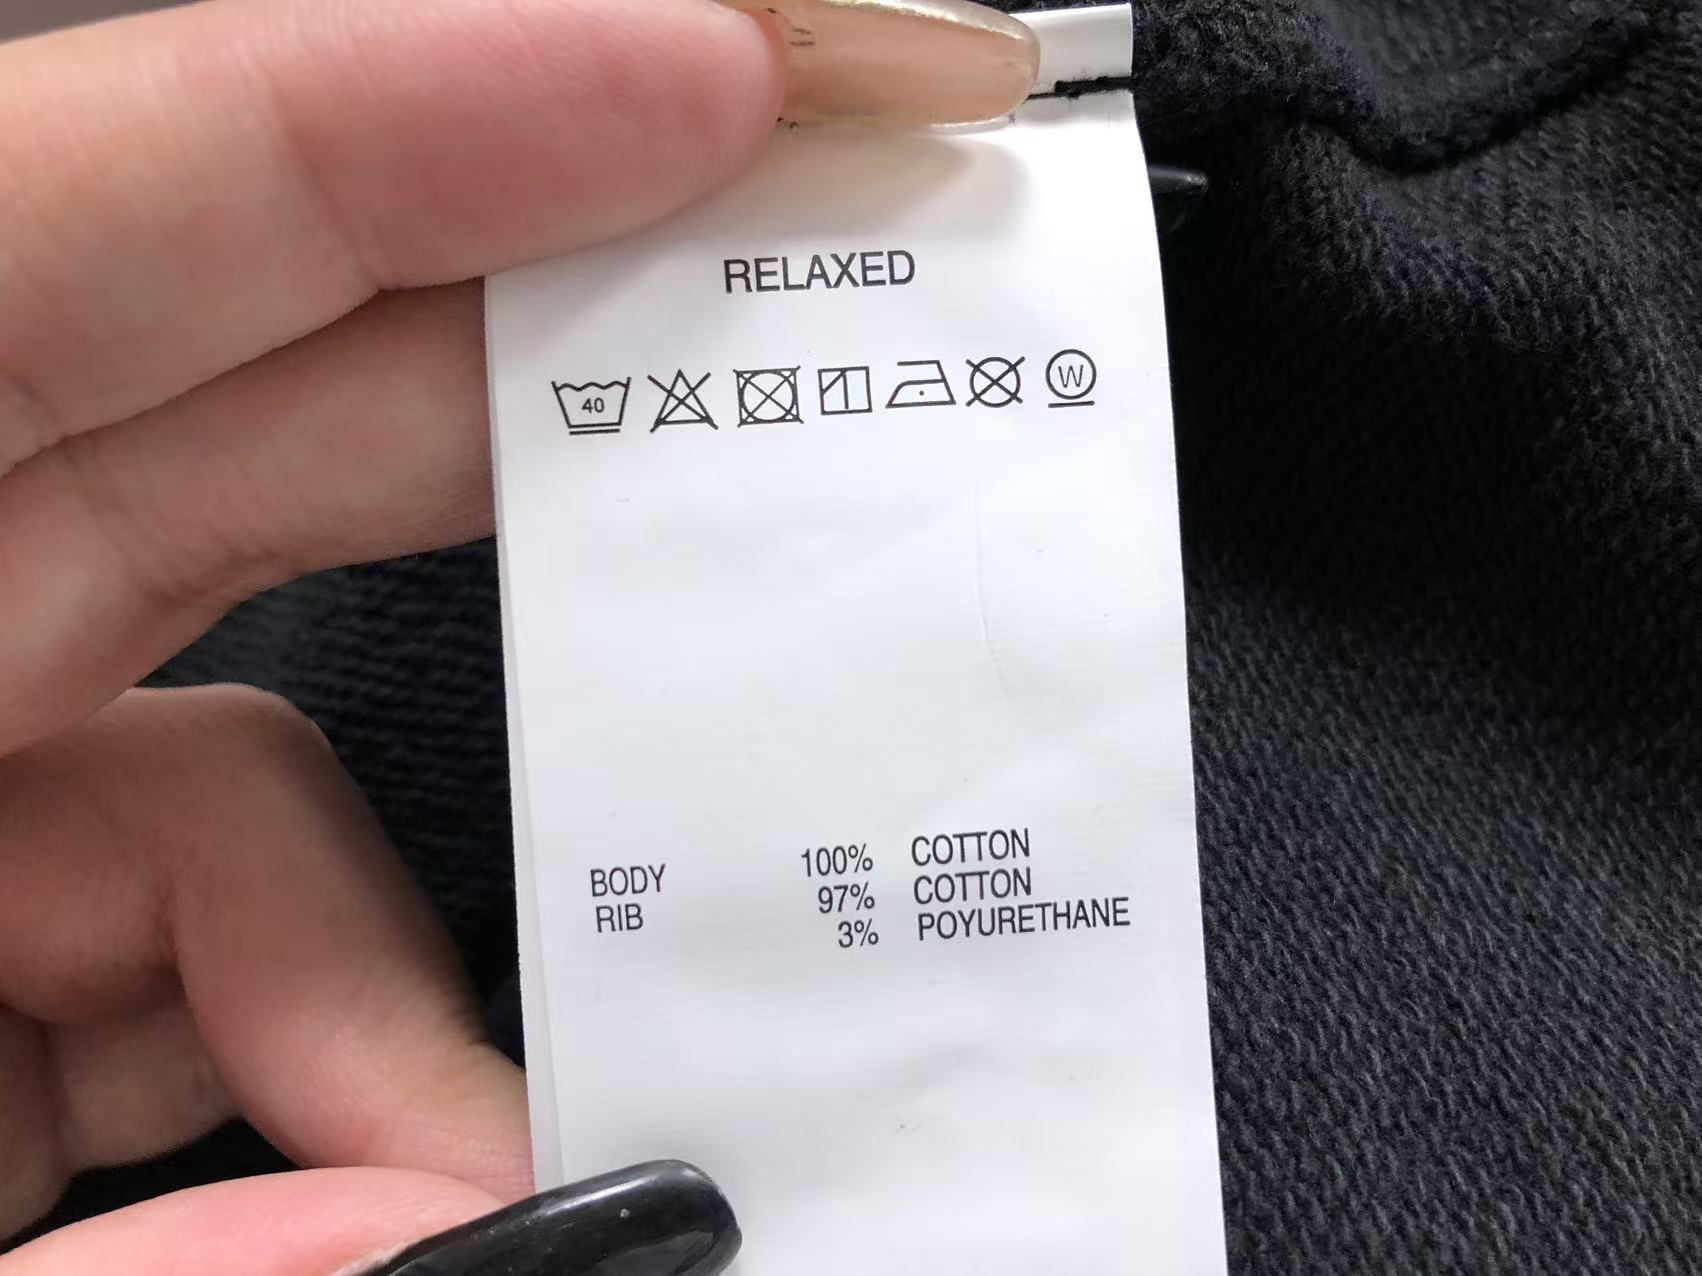 RELAXED
40 W
BODY 100% COTTON
RIB 97% COTTON
3% POYURETHANE